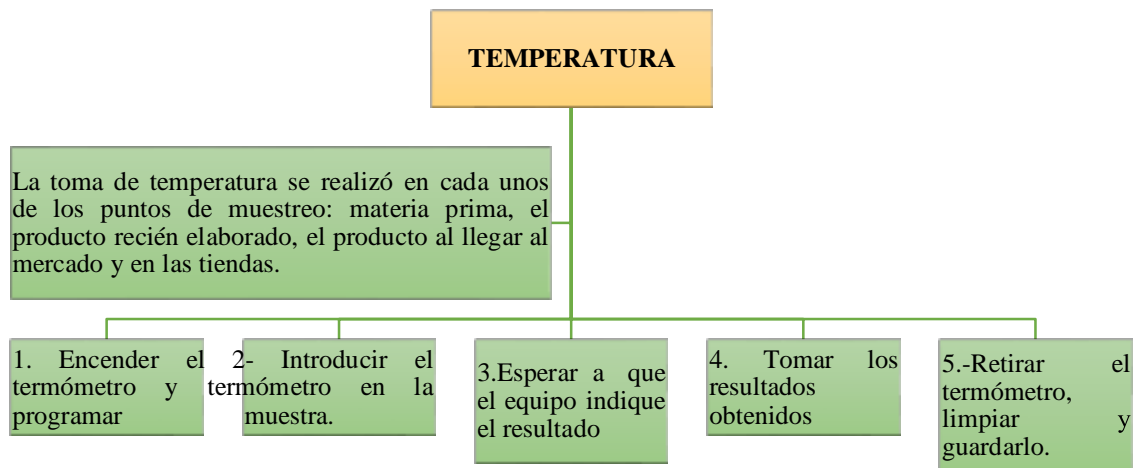 TEMPERATURA
La toma de temperatura se realizó en cada unos
de los puntos de muestreo: materia prima, el
producto recién elaborado, el producto al llegar al
mercado y en las tiendas.
1. Encender el
termómetro y
programar
2- Introducir el
termómetro en la
muestra.
3.Esperar a que
el equipo indique
el resultado
4. Tomar los
resultados
obtenidos
5.-Retirar el
termómetro,
limpiar y
guardarlo.